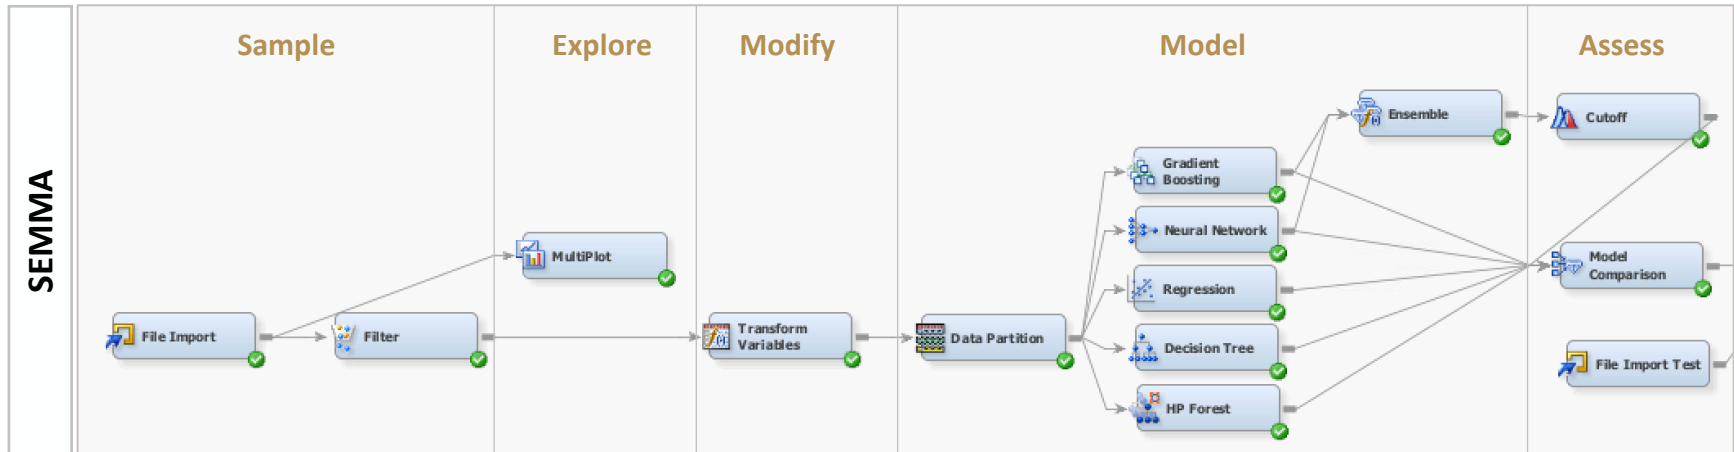 SEMMA
Sample
Explore
Modify
Model
Assess
File Import
Filter
MultiPlot
Transform
Variables
Data Partition
Gradient
Boosting
Neural Network
Regression
Decision Tree
HP Forest
Ensemble
Cutoff
Model
Comparison
File Import Test